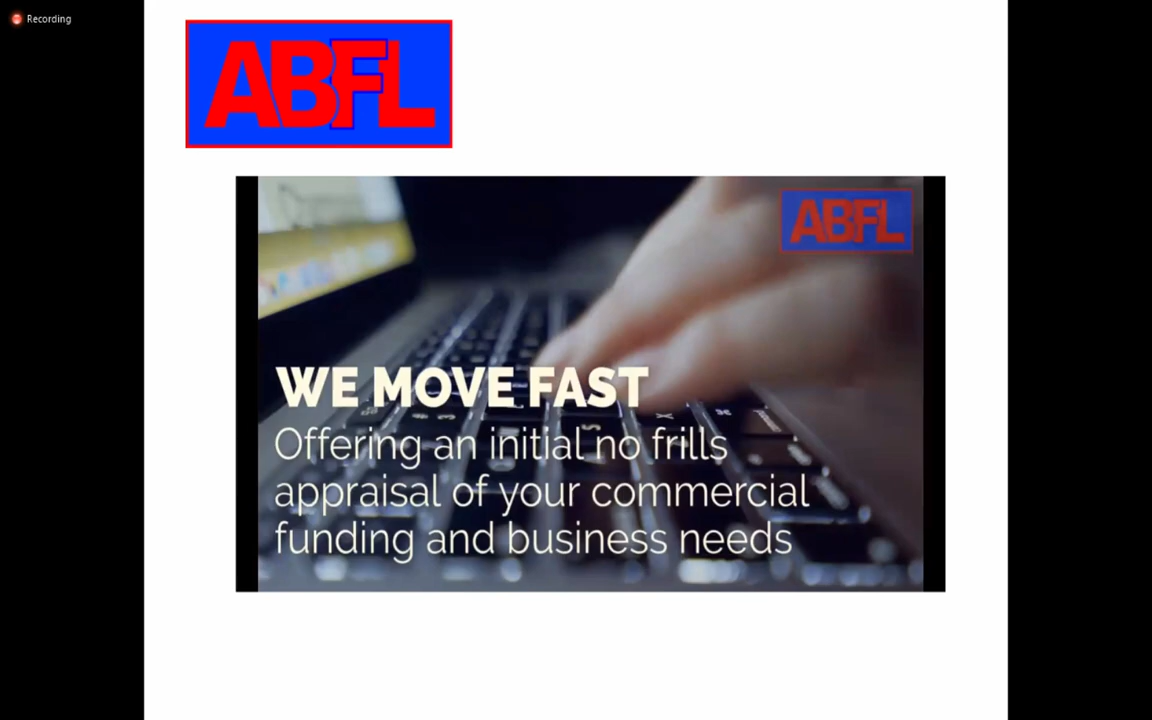 Recording
ABFL
ABFL
WE MOVE FAST
Offering an initial no frills
appraisal of your commercial
funding and business needs